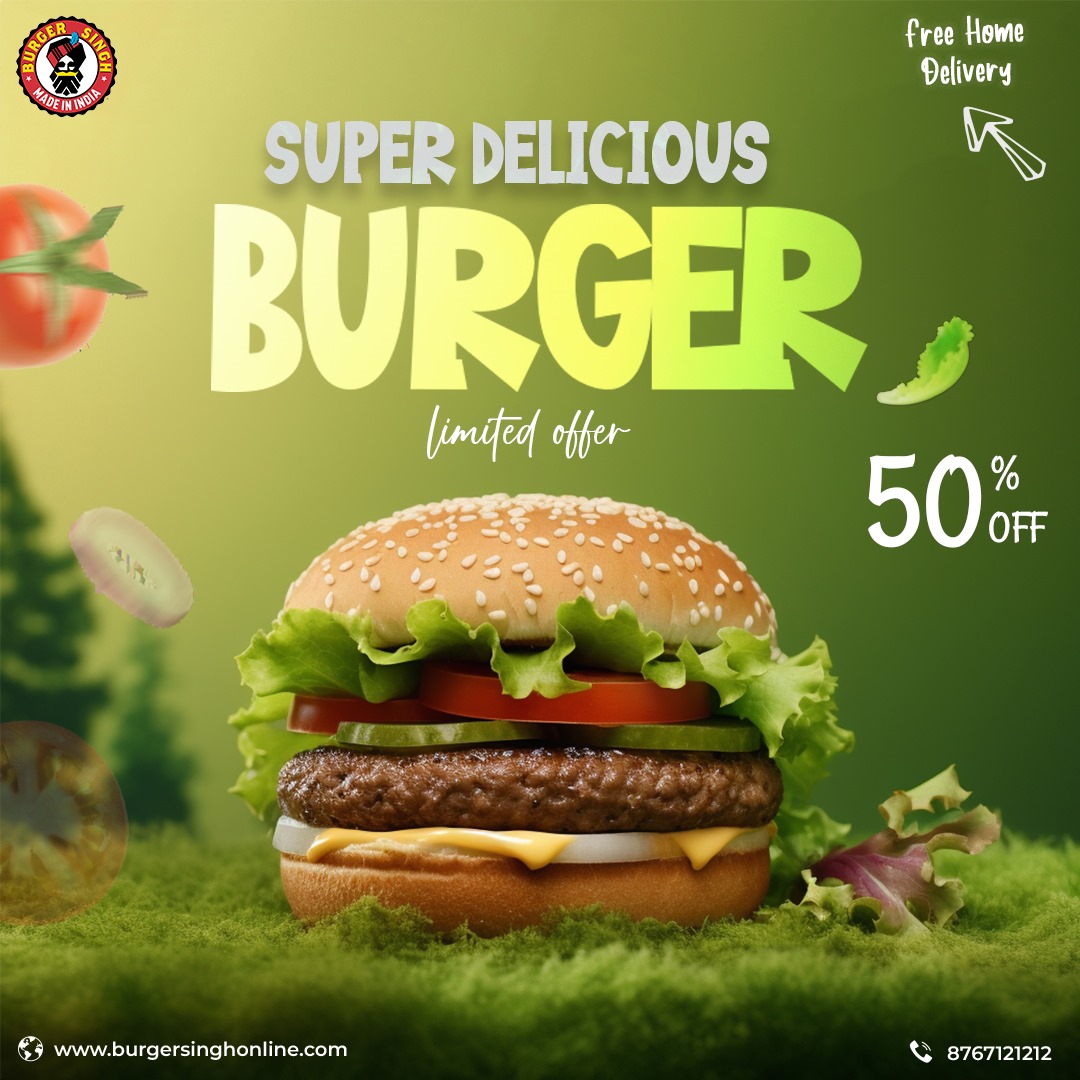 BURGER SINGH
MADE IN INDIA
free Home
Delivery
SUPER DELICIOUS
BURGER
limited offer
50%
OFF
www.burgersinghonline.com
8767121212